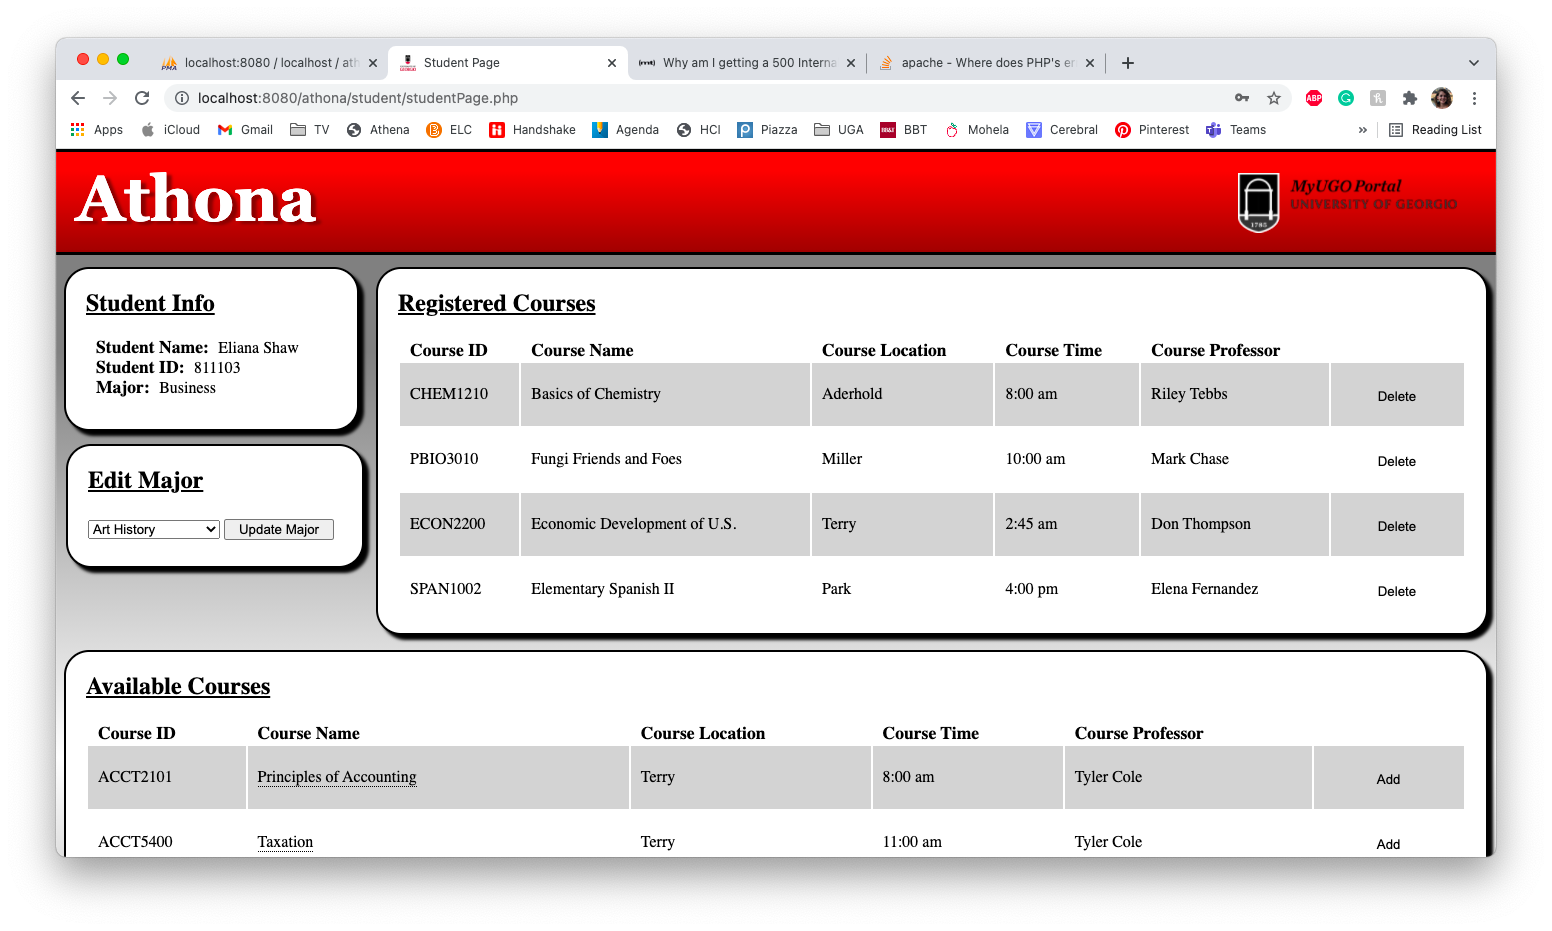 localhost:8080 / localhost / ath
Student Page
Why am I getting a 500 Interna
apache - Where does PHP's er
localhost:8080/athona/student/studentPage.php
ABP
Apps iCloud Gmail TV Athena ELC Handshake Agenda HCI Piazza UGA BBT Mohela Cerebral Pinterest Teams » Reading List
Athona
MyUGO Portal
UNIVERSITY OF GEORGIO
1785
Student Info
Student Name: Eliana Shaw
Student ID: 811103
Major: Business
Edit Major
Art History Update Major
Registered Courses
Course ID Course Name Course Location Course Time Course Professor
CHEM1210 Basics of Chemistry Aderhold 8:00 am Riley Tebbs Delete
PBIO3010 Fungi Friends and Foes Miller 10:00 am Mark Chase Delete
ECON2200 Economic Development of U.S. Terry 2:45 am Don Thompson Delete
SPAN1002 Elementary Spanish II Park 4:00 pm Elena Fernandez Delete
Available Courses
Course ID Course Name Course Location Course Time Course Professor
ACCT2101 Principles of Accounting Terry 8:00 am Tyler Cole Add
ACCT5400 Taxation Terry 11:00 am Tyler Cole Add